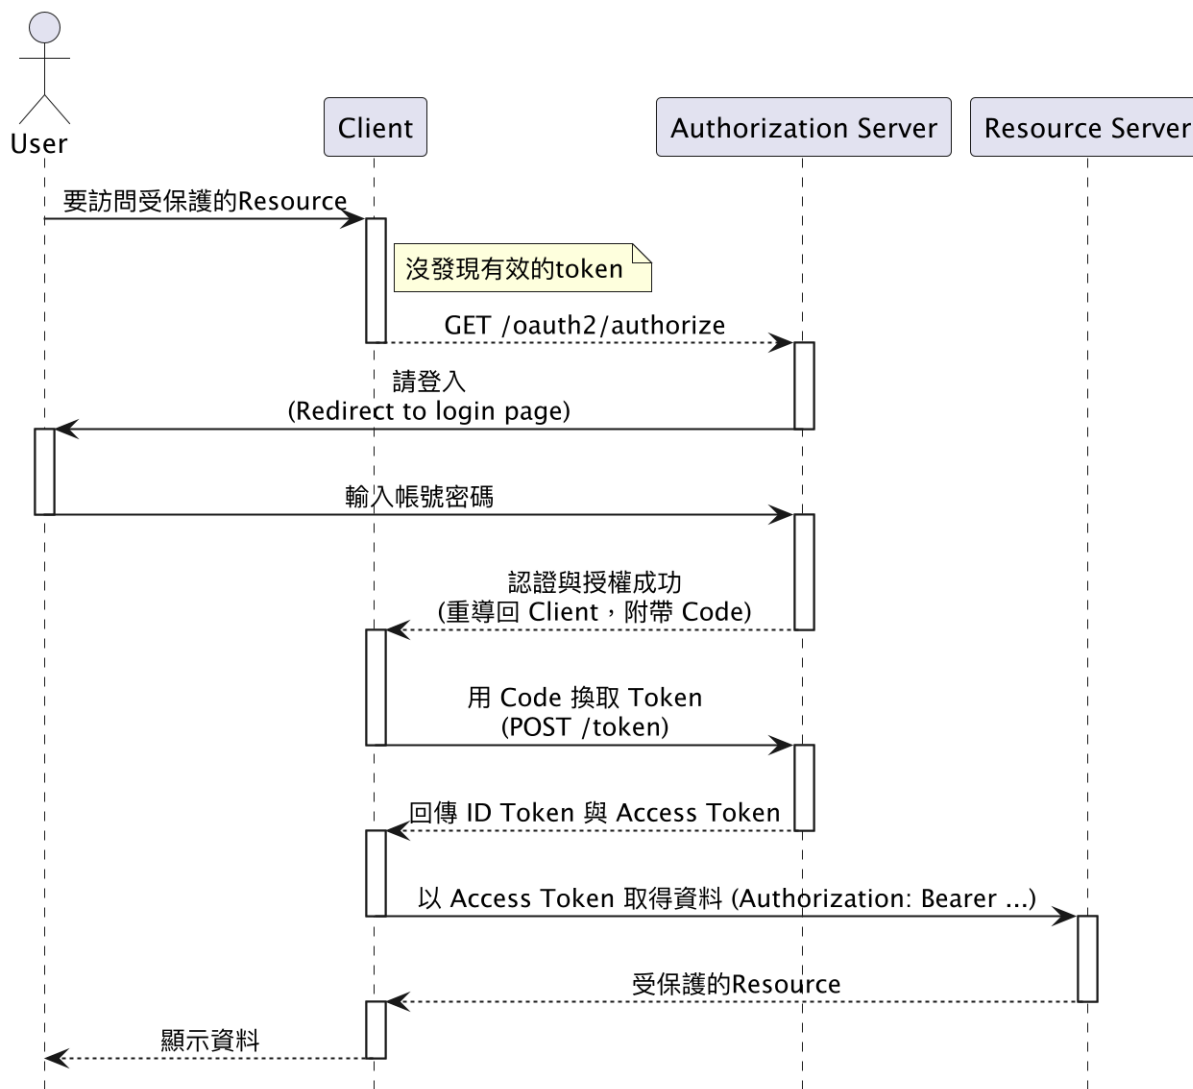 User
Client
Authorization Server
Resource Server
要訪問受保護的Resource
沒發現有效的token
GET /oauth2/authorize
請登入
(Redirect to login page)
輸入帳號密碼
認證與授權成功
(重導回 Client，附帶 Code)
用 Code 換取 Token
(POST /token)
回傳 ID Token 與 Access Token
以 Access Token 取得資料 (Authorization: Bearer ...)
受保護的Resource
顯示資料